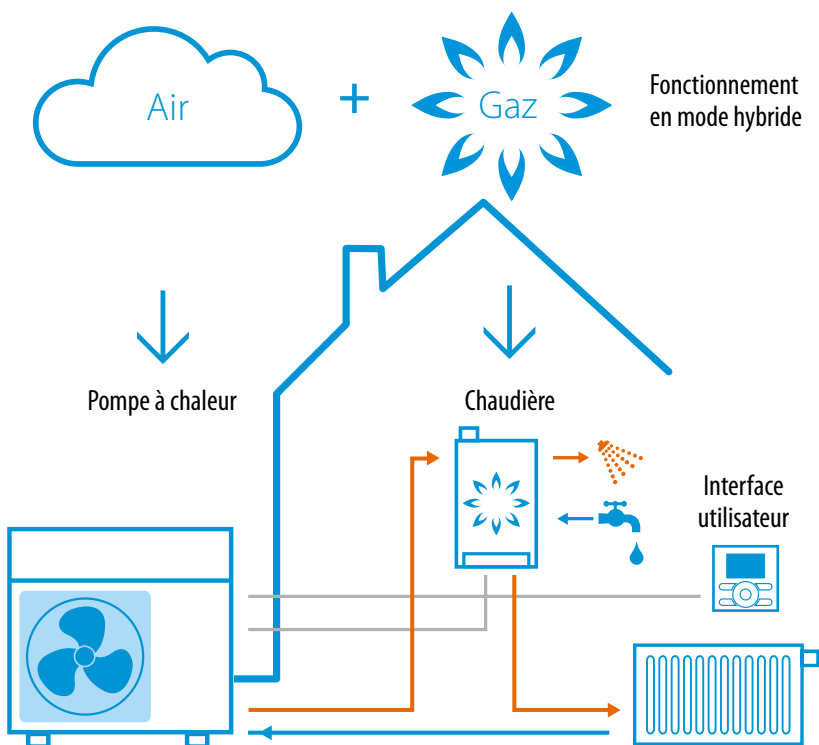 Air
+
Gaz
Fonctionnement
en mode hybride
Pompe à chaleur
Chaudière
Interface
utilisateur